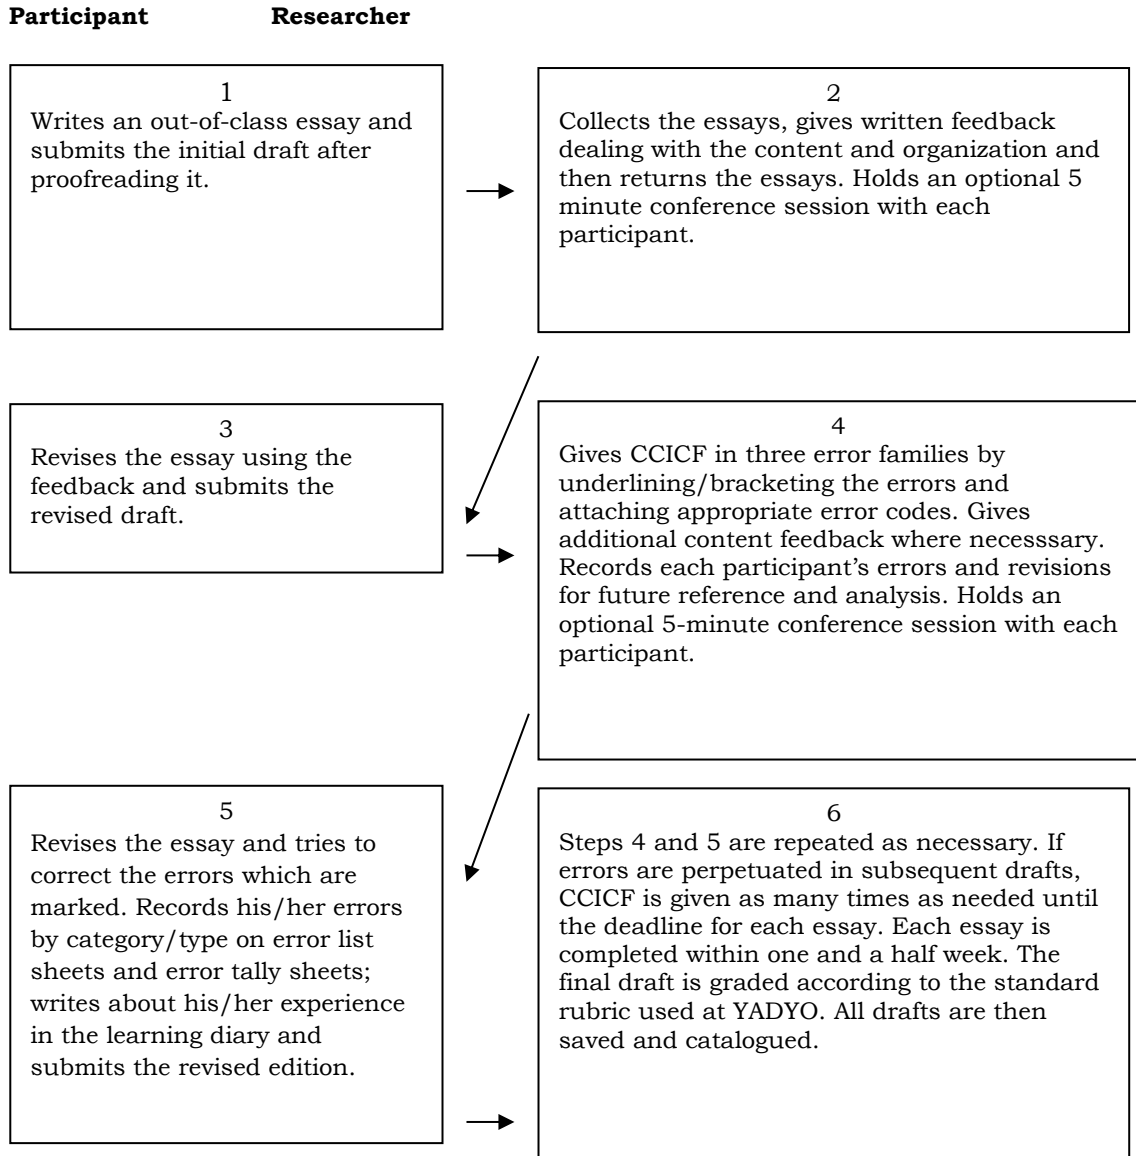 Participant Researcher
1
Writes an out-of-class essay and
submits the initial draft after
proofreading it.
2
Collects the essays, gives written feedback
dealing with the content and organization and
then returns the essays. Holds an optional 5
minute conference session with each
participant.
3
Revises the essay using the
feedback and submits the
revised draft.
4
Gives CCICF in three error families by
underlining/bracketing the errors and
attaching appropriate error codes. Gives
additional content feedback where necesssary.
Records each participant’s errors and revisions
for future reference and analysis. Holds an
optional 5-minute conference session with each
participant.
5
Revises the essay and tries to
correct the errors which are
marked. Records his/her errors
by category/type on error list
sheets and error tally sheets;
writes about his/her experience
in the learning diary and
submits the revised edition.
6
Steps 4 and 5 are repeated as necessary. If
errors are perpetuated in subsequent drafts,
CCICF is given as many times as needed until
the deadline for each essay. Each essay is
completed within one and a half week. The
final draft is graded according to the standard
rubric used at YADYO. All drafts are then
saved and catalogued.